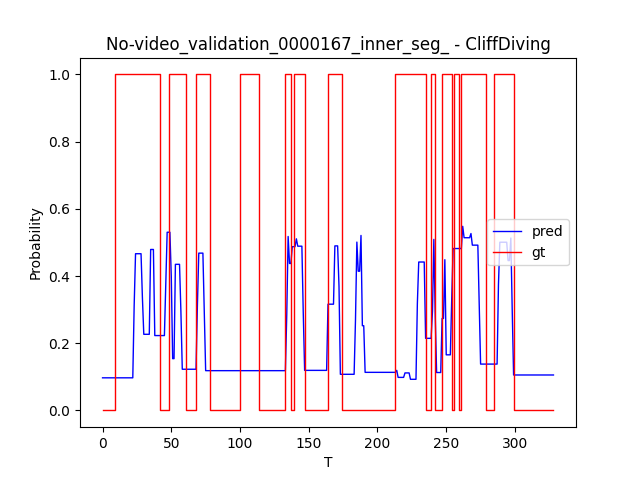 No-video_validation_0000167_inner_seg_ - CliffDiving
1.0
0.8
0.6
0.4
0.2
0.0
Probability
pred
gt
0 50 100 150 200 250 300
T